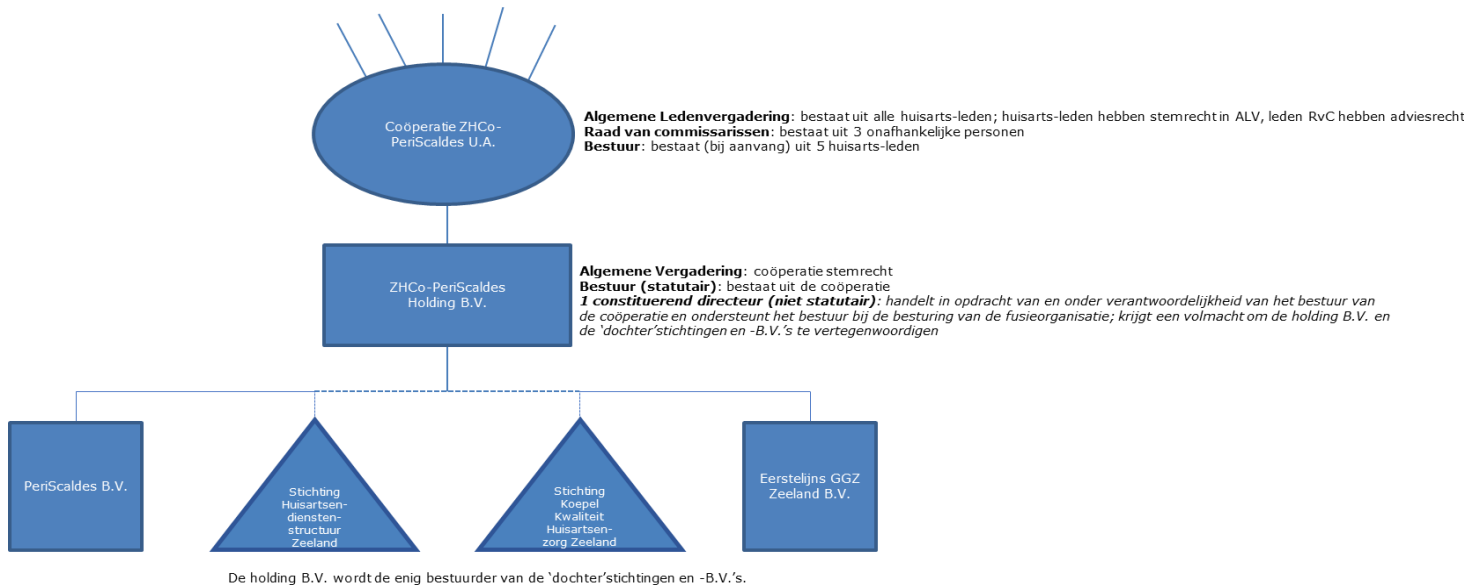 Coöperatie ZHCo-
PeriScaldes U.A.
Algemene Ledenvergadering: bestaat uit alle huisarts-leden; huisarts-leden hebben stemrecht in ALV, leden RvC hebben adviesrecht
Raad van commissarissen: bestaat uit 3 onafhankelijke personen
Bestuur: bestaat (bij aanvang) uit 5 huisarts-leden
ZHCo-PeriScaldes
Holding B.V.
Algemene Vergadering: coöperatie stemrecht
Bestuur (statutair): bestaat uit de coöperatie
1 constituerend directeur (niet statutair): handelt in opdracht van en onder verantwoordelijkheid van het bestuur van
de coöperatie en ondersteunt het bestuur bij de besturing van de fusieorganisatie; krijgt een volmacht om de holding B.V. en
de ‘dochter’stichtingen en -B.V.’s te vertegenwoordigen
PeriScaldes B.V.
Stichting
Huisartsen-
diensten-
structuur
Zeeland
Stichting
Koepel
Kwaliteit
Huisartsen-
zorg Zeeland
Eerstelijns GGZ
Zeeland B.V.
De holding B.V. wordt de enig bestuurder van de ‘dochter’stichtingen en -B.V.’s.